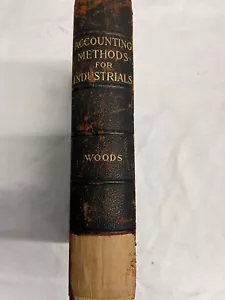 ACCOUNTING
METHODS
FOR
INDUSTRIALS
WOODS